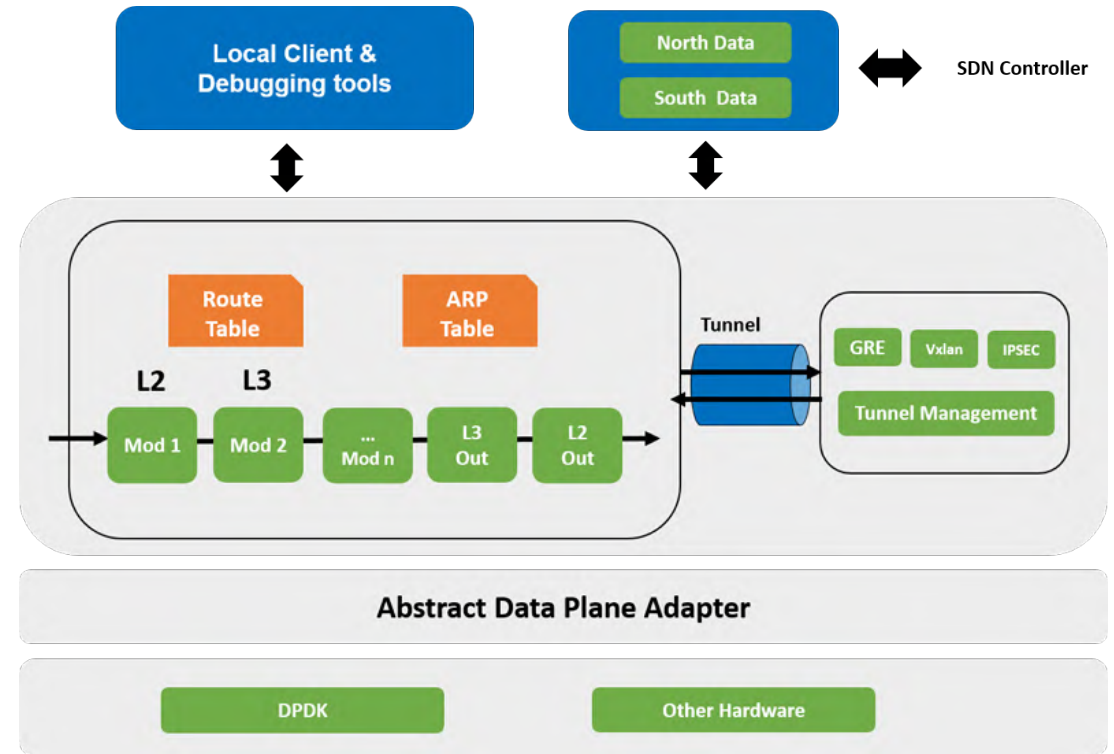 Local Client &
Debugging tools
North Data
South Data
SDN Controller
Route
Table
ARP
Table
Tunnel
GRE
Vxlan
IPSEC
Tunnel Management
L2
L3
Mod 1
Mod 2
...
Mod n
L3
Out
L2
Out
Abstract Data Plane Adapter
DPDK
Other Hardware